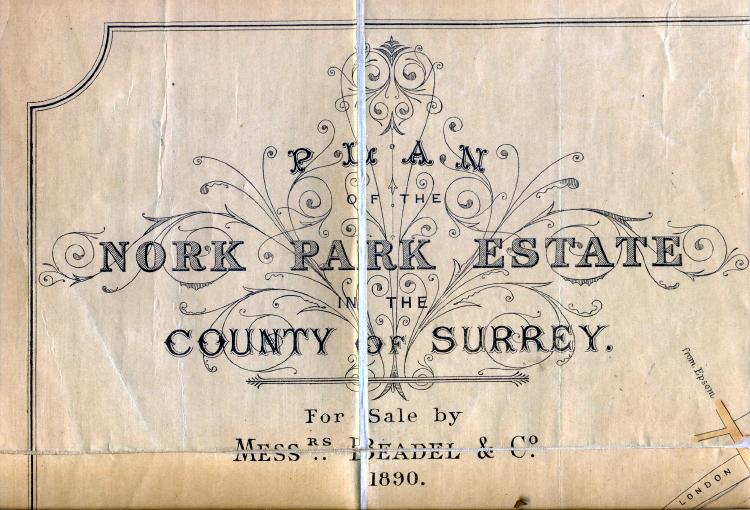 PLAN
OF THE
NORK PARK ESTATE
IN THE
COUNTY OF SURREY.
For Sale by
MESSRS. BEADEL & Co
1890.
from Epsom
LONDON